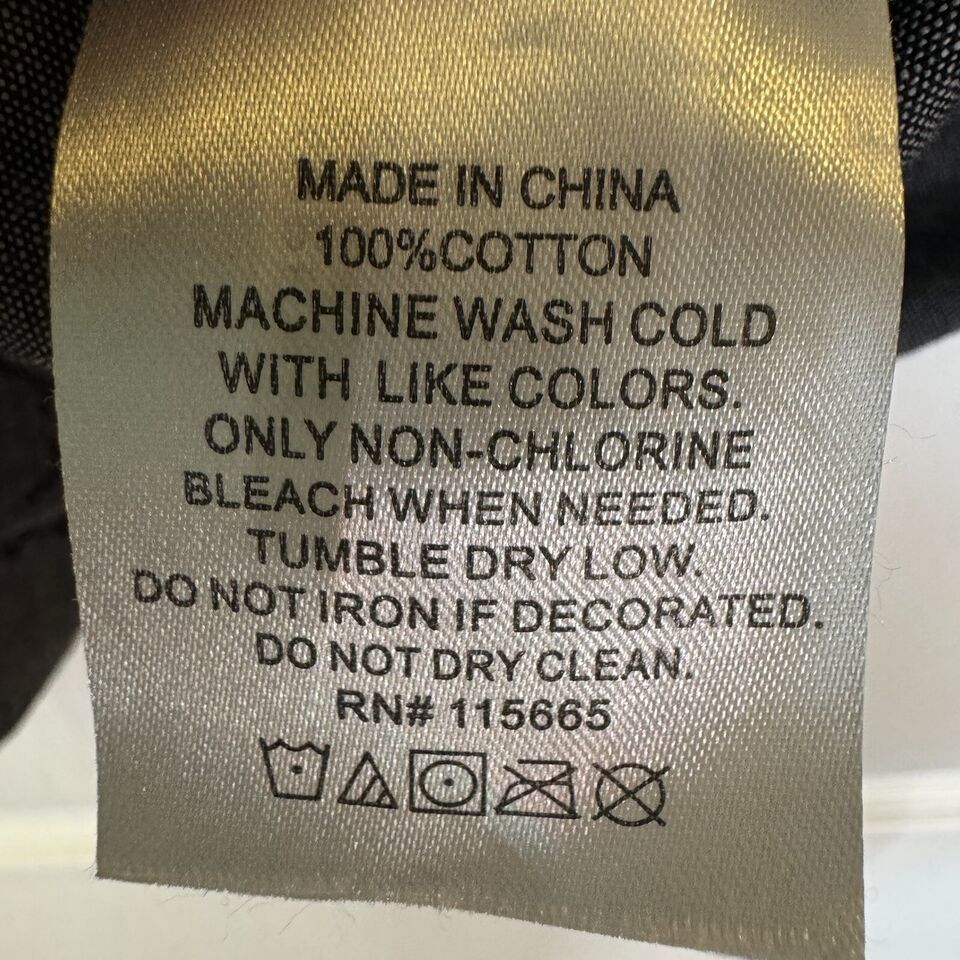 MADE IN CHINA
100%COTTON
MACHINE WASH COLD
WITH LIKE COLORS.
ONLY NON-CHLORINE
BLEACH WHEN NEEDED.
TUMBLE DRY LOW.
DO NOT IRON IF DECORATED.
DO NOT DRY CLEAN.
RN# 115665